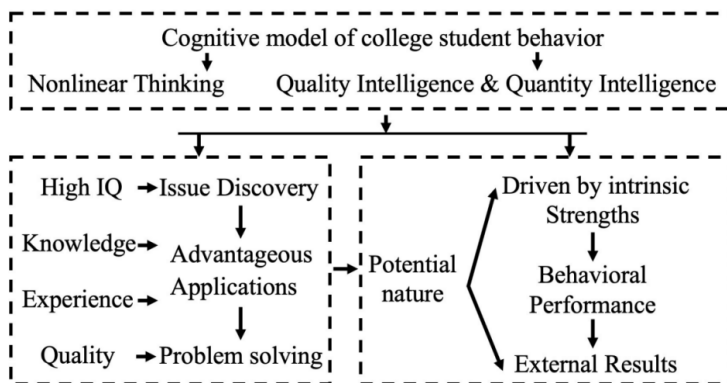 Cognitive model of college student behavior
Nonlinear Thinking
Quality Intelligence & Quantity Intelligence
High IQ
Issue Discovery
Knowledge
Advantageous
Applications
Experience
Quality
Problem solving
Potential
nature
Driven by intrinsic
Strengths
Behavioral
Performance
External Results